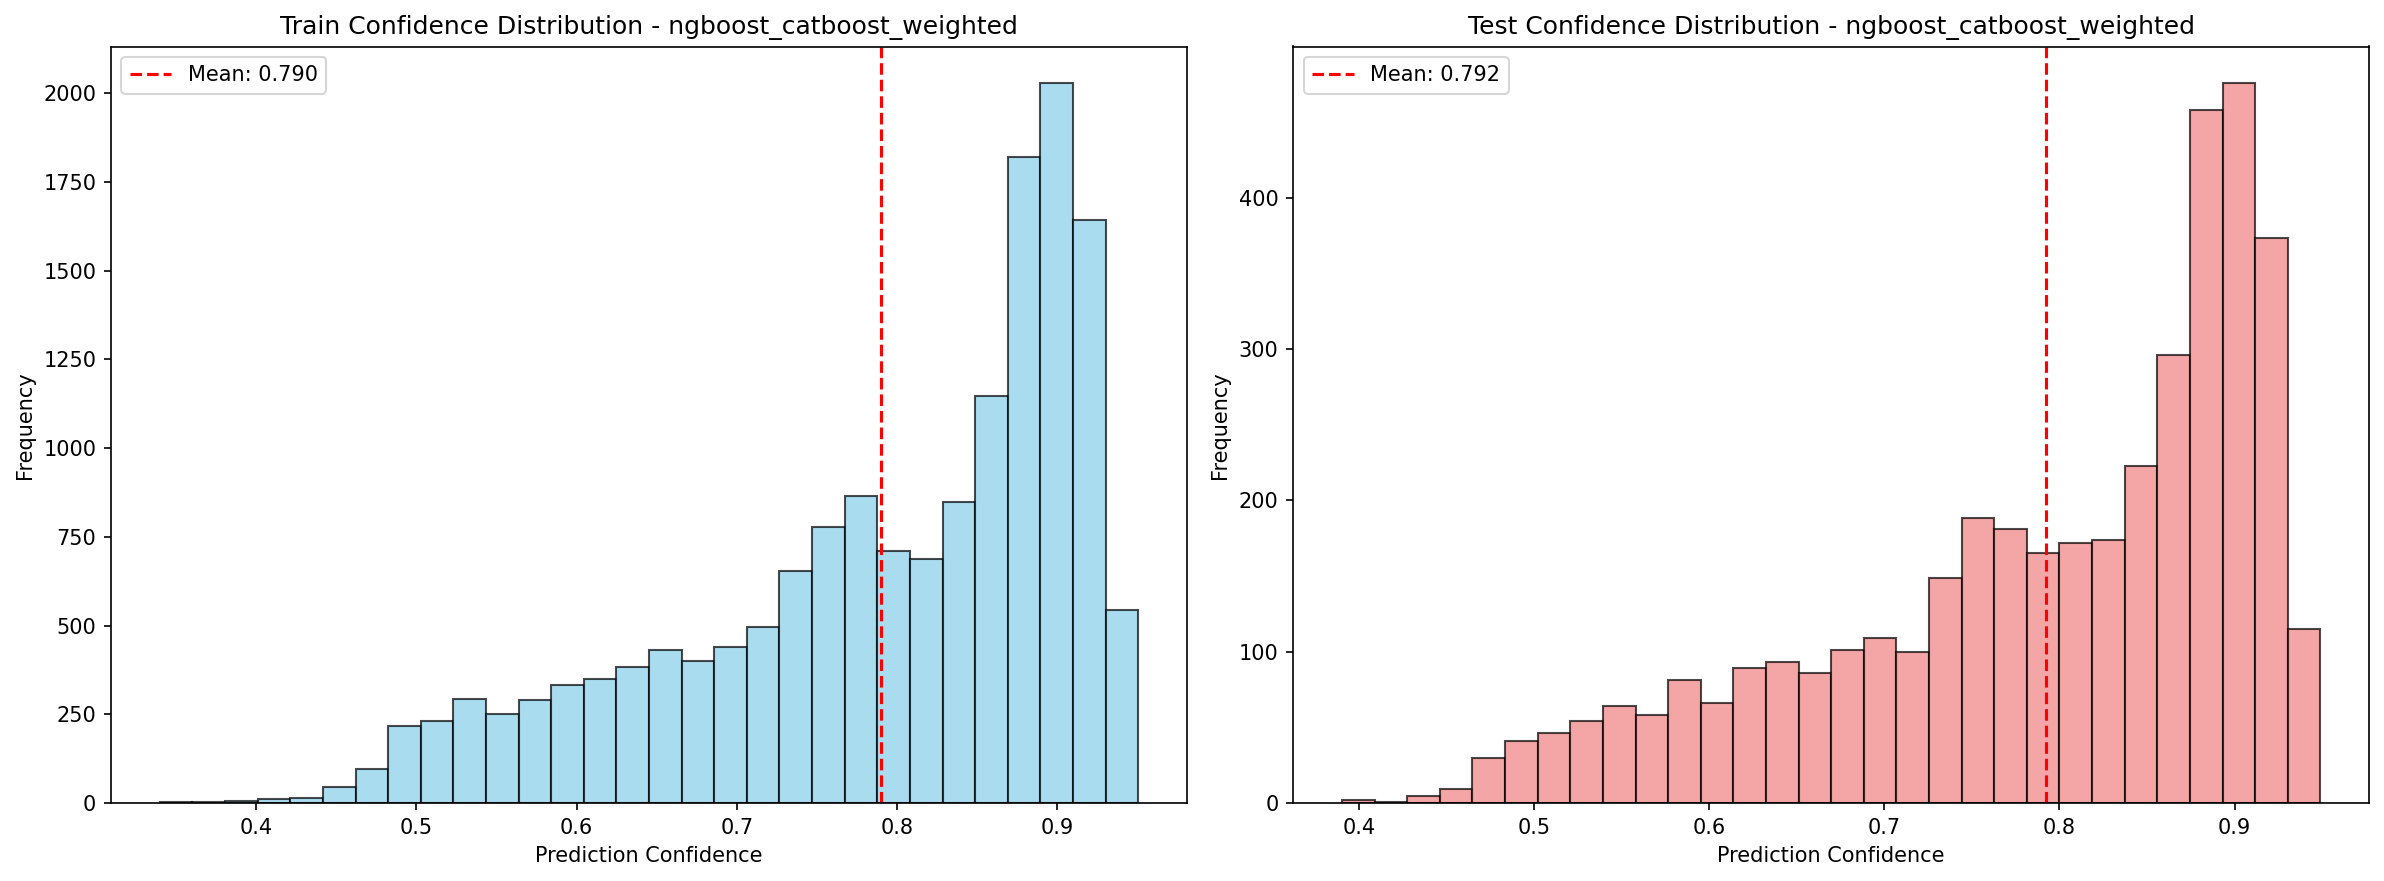 Train Confidence Distribution - ngboost_catboost_weighted
Mean: 0.790
Frequency
2000
1750
1500
1250
1000
750
500
250
0
0.4 0.5 0.6 0.7 0.8 0.9
Prediction Confidence
Test Confidence Distribution - ngboost_catboost_weighted
Mean: 0.792
Frequency
400
300
200
100
0
0.4 0.5 0.6 0.7 0.8 0.9
Prediction Confidence